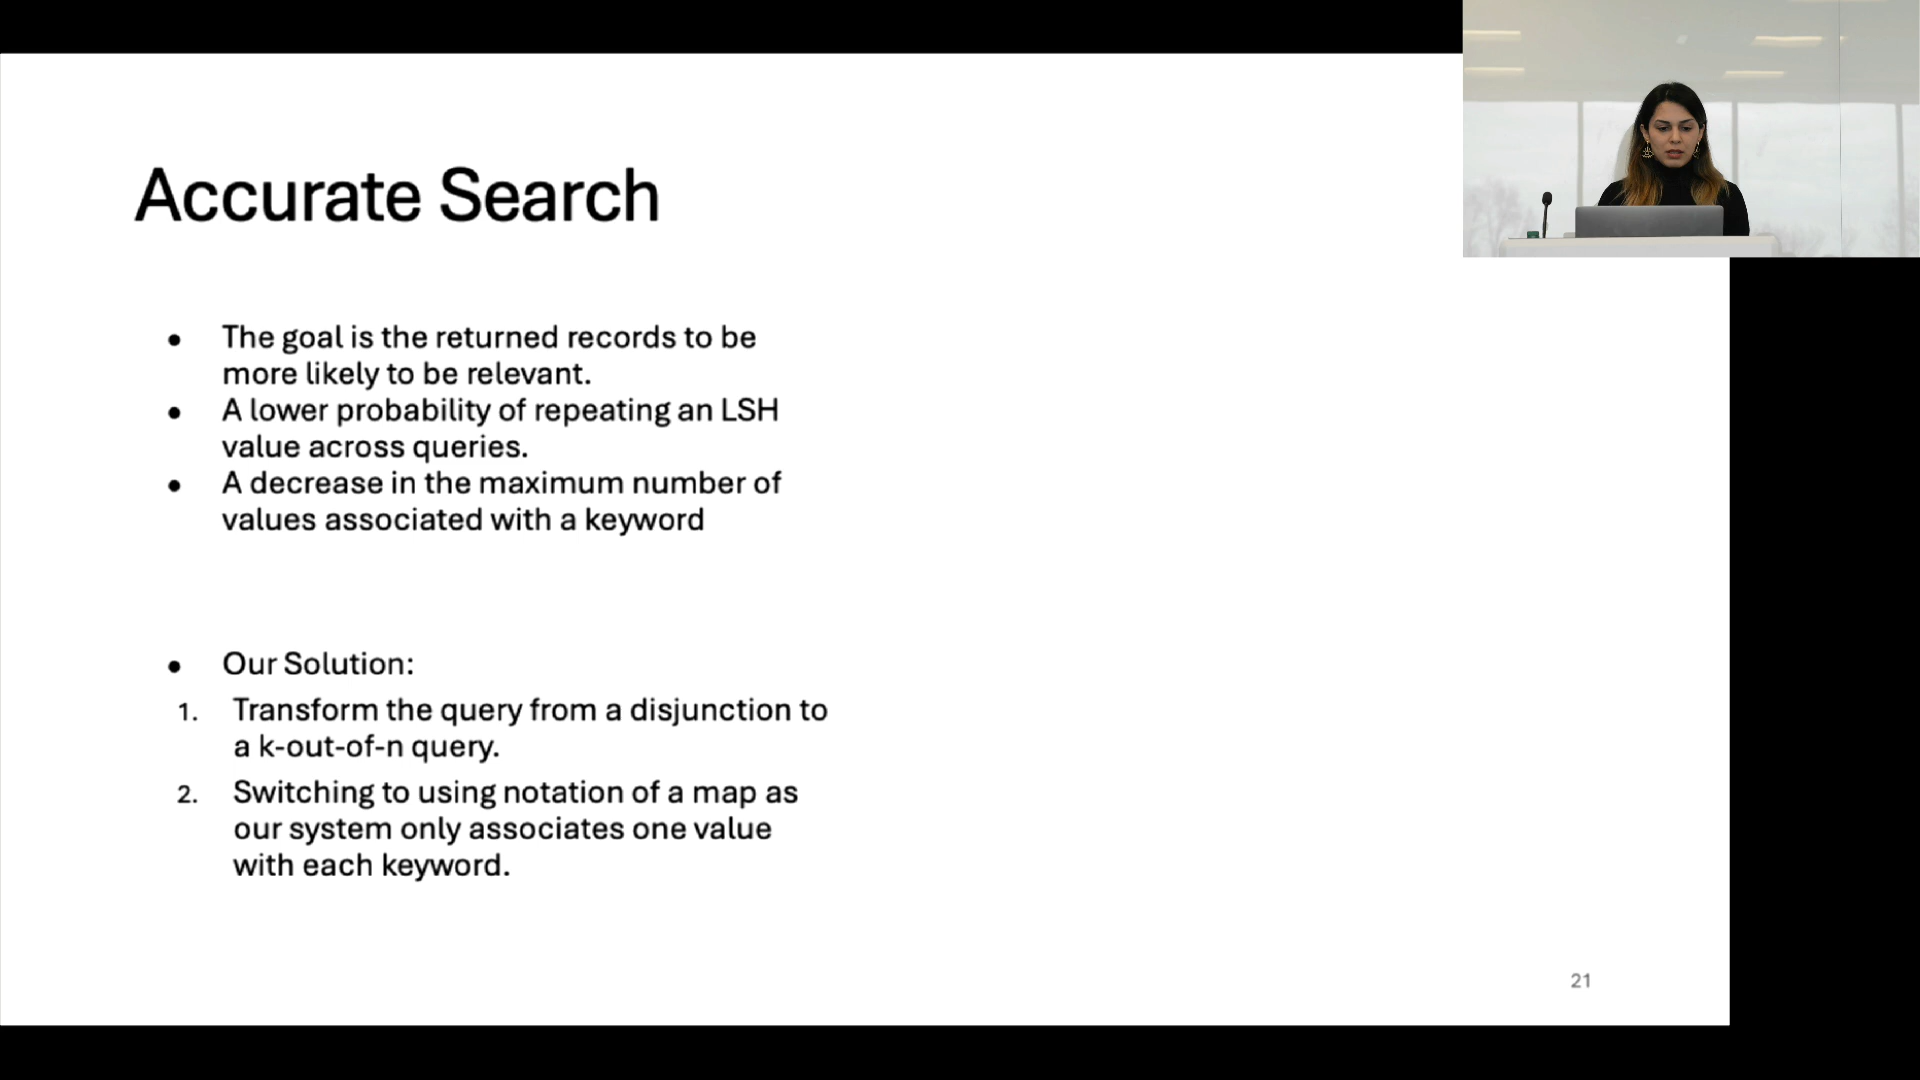 Accurate Search
• The goal is the returned records to be
more likely to be relevant.
• A lower probability of repeating an LSH
value across queries.
• A decrease in the maximum number of
values associated with a keyword
• Our Solution:
1. Transform the query from a disjunction to
a k-out-of-n query.
2. Switching to using notation of a map as
our system only associates one value
with each keyword.
21